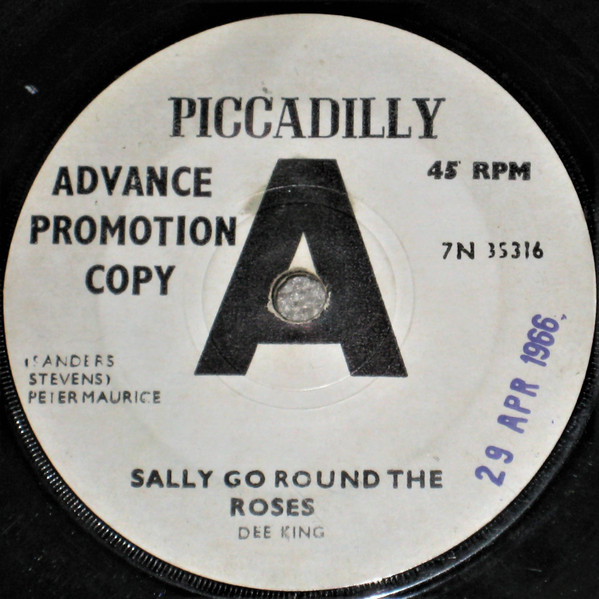 PICCADILLY
ADVANCE
PROMOTION
COPY
A
45 RPM
7N 35316
(SANDERS
STEVENS)
PETER MAURICE
29 APR 1966
SALLY GO ROUND THE
ROSES
DEE KING